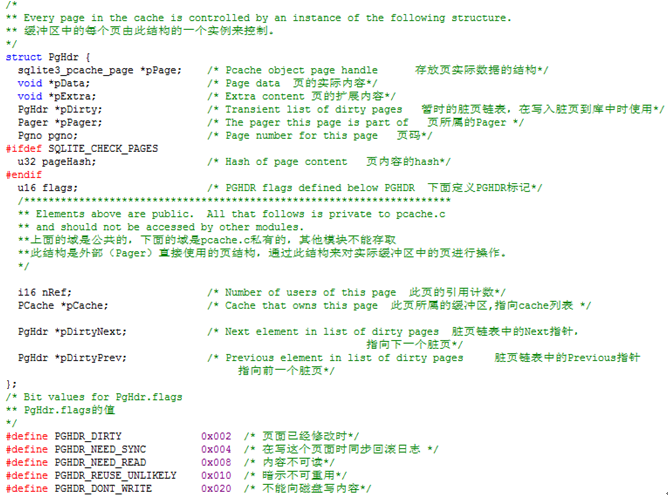 /*
** Every page in the cache is controlled by an instance of the following structure.
** 缓冲区中的每个页由此结构的一个实例来控制。
*/
struct PgHdr {
sqlite3_pcache_page *pPage; /* Pcache object page handle 存放页实际数据的结构*/
void *pData; /* Page data 页的实际内容*/
void *pExtra; /* Extra content 页的扩展内容*/
PgHdr *pDirty; /* Transient list of dirty pages 暂时的脏页链表，在写入脏页到库中时使用*/
Pager *pPager; /* The pager this page is part of 页所属的Pager */
Pgno pgno; /* Page number for this page 页码*/
#ifdef SQLITE_CHECK_PAGES
u32 pageHash; /* Hash of page content 页内容的hash*/
#endif
u16 flags; /* PGHDR flags defined below PGHDR 下面定义PGHDR标记*/
/**********************************************************************
** Elements above are public. All that follows is private to pcache.c
** and should not be accessed by other modules.
**上面的域是公共的，下面的域是pcache.c私有的，其他模块不能存取
**此结构是外部（Pager）直接使用的页结构，通过此结构来对实际缓冲区中的页进行操作。
*/
i16 nRef; /* Number of users of this page 此页的引用计数*/
PCache *pCache; /* Cache that owns this page 此页所属的缓冲区,指向cache列表 */
PgHdr *pDirtyNext; /* Next element in list of dirty pages 脏页链表中的Next指针，
指向下一个脏页*/
PgHdr *pDirtyPrev; /* Previous element in list of dirty pages 脏页链表中的Previous指针
指向前一个脏页*/
};
/* Bit values for PgHdr.flags
** PgHdr.flags的值
*/
#define PGHDR_DIRTY 0x002 /* 页面已经修改时*/
#define PGHDR_NEED_SYNC 0x004 /* 在写这个页面时同步回滚日志 */
#define PGHDR_NEED_READ 0x008 /* 内容不可读*/
#define PGHDR_REUSE_UNLIKELY 0x010 /* 暗示不可重用*/
#define PGHDR_DONT_WRITE 0x020 /* 不能向磁盘写内容*/